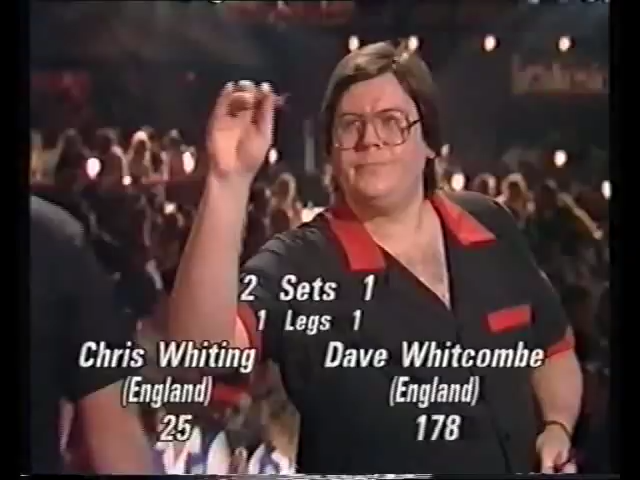 2 Sets 1
1 Legs 1
Chris Whiting Dave Whitcombe
(England) (England)
25 178